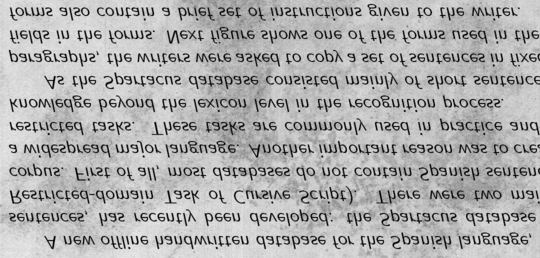 A new offline handwritten database for the Spanish language,
sentences, has recently been developed: the Spartacus database
Restricted-domain Task of Cursive Script). There were two mai
corpus. First of all, most databases do not contain Spanish senten
a widespread major language. Another important reason was to crea
restricted tasks. These tasks are commonly used in practice and
knowledge beyond the lexicon level in the recognition process.
As the Spartacus database consisted mainly of short sentence
paragraphs, the writers were asked to copy a set of sentences in fixe
fields in the forms. Next figure shows one of the forms used in the
forms also contain a brief set of instructions given to the writer.